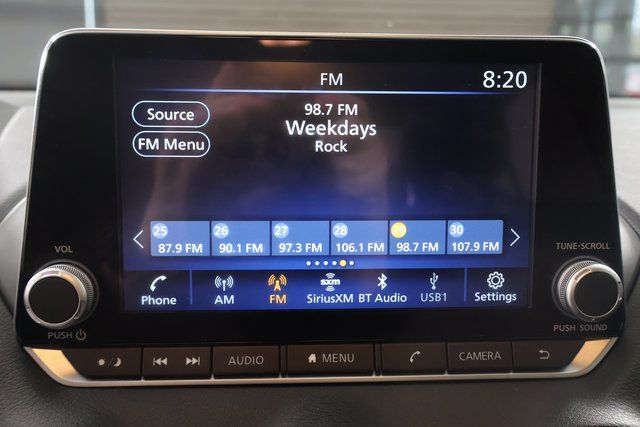 FM 8:20
Source
98.7 FM
Weekdays
FM Menu
Rock
25 26 27 28 29 30
87.9 FM 90.1 FM 97.3 FM 106.1 FM 98.7 FM 107.9 FM
Phone AM FM SiriusXM BT Audio USB1 Settings
sxm
VOL
PUSH
TUNE·SCROLL
PUSH SOUND
AUDIO MENU CAMERA